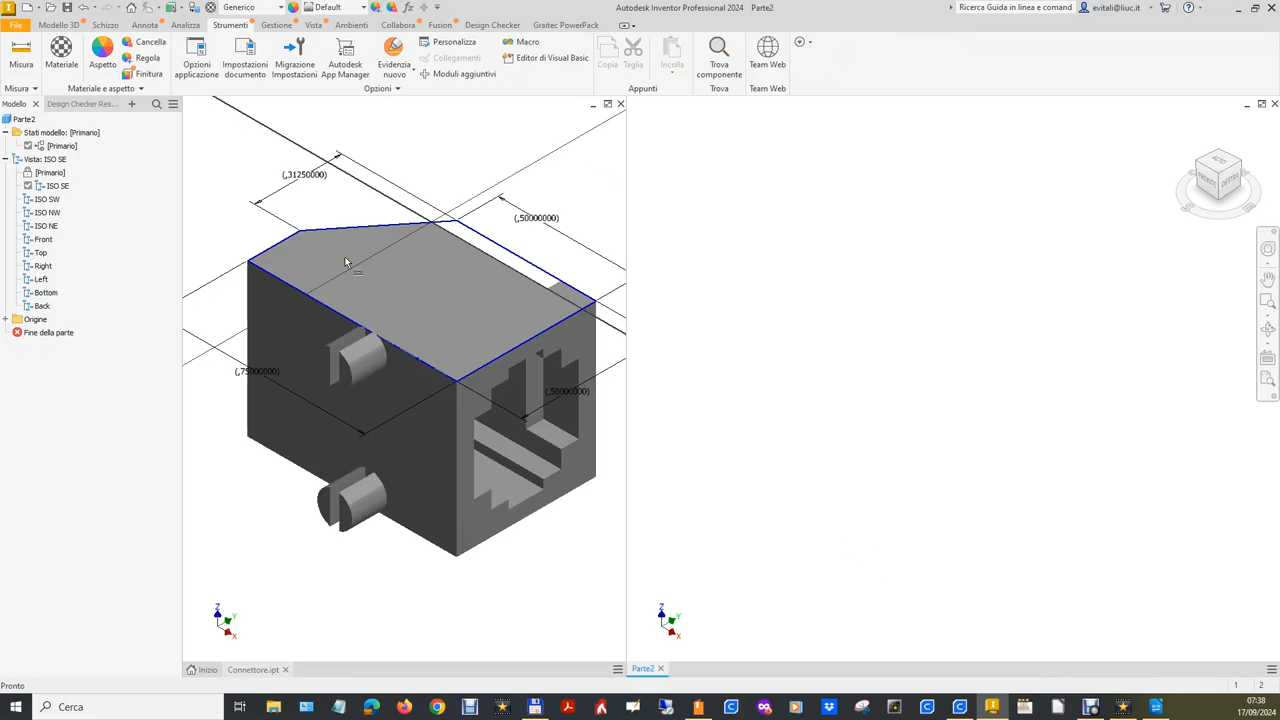 Generico
Default
Autodesk Inventor Professional 2024 Parte2
Ricerca Guida in linea e comand
evitali@liuc.it
File
Modello 3D
Schizzo
Annota
Analizza
Strumenti
Gestione
Vista
Ambienti
Collabora
Fusion
Design Checker
Graitec PowerPack
Misura
Materiale
Aspetto
Cancella
Regola
Finitura
Opzioni applicazione
Impostazioni documento
Migrazione Impostazioni
Autodesk App Manager
Evidenzia nuovo
Personalizza
Collegamenti
Moduli aggiuntivi
Macro
Editor di Visual Basic
Copia
Taglia
Incolla
Trova componente
Team Web
Misura
Materiale e aspetto
Opzioni
Appunti
Trova
Team Web
Modello
Design Checker Res...
Parte2
Stati modello: [Primario]
[Primario]
Vista: ISO SE
[Primario]
ISO SE
ISO SW
ISO NW
ISO NE
Front
Top
Right
Left
Bottom
Back
Origine
Fine della parte
(,31250000)
(,50000000)
(,75000000)
(,50000000)
Z
Y
X
Z
Y
X
ALTO
FRONTE
DESTRA
Inizio
Connettore.ipt
Parte2
Pronto
1
2
Cerca
07:38
17/09/2024